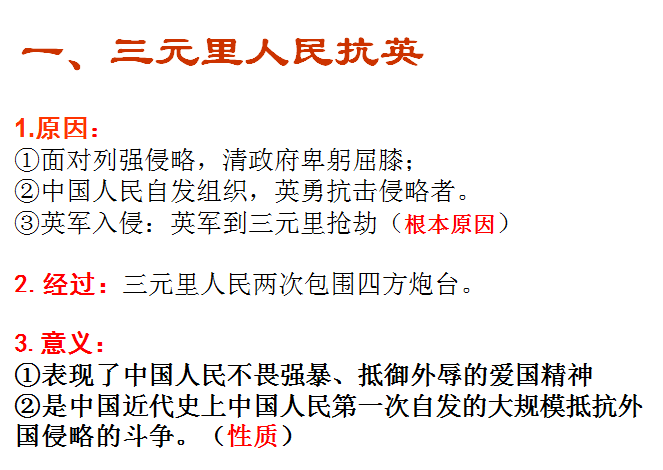 一、三元里人民抗英
1.原因：
①面对列强侵略，清政府卑躬屈膝；
②中国人民自发组织，英勇抗击侵略者。
③英军入侵：英军到三元里抢劫（根本原因）
2.经过：三元里人民两次包围四方炮台。
3.意义：
①表现了中国人民不畏强暴、抵御外辱的爱国精神
②是中国近代史上中国人民第一次自发的大规模抵抗外
国侵略的斗争。（性质）